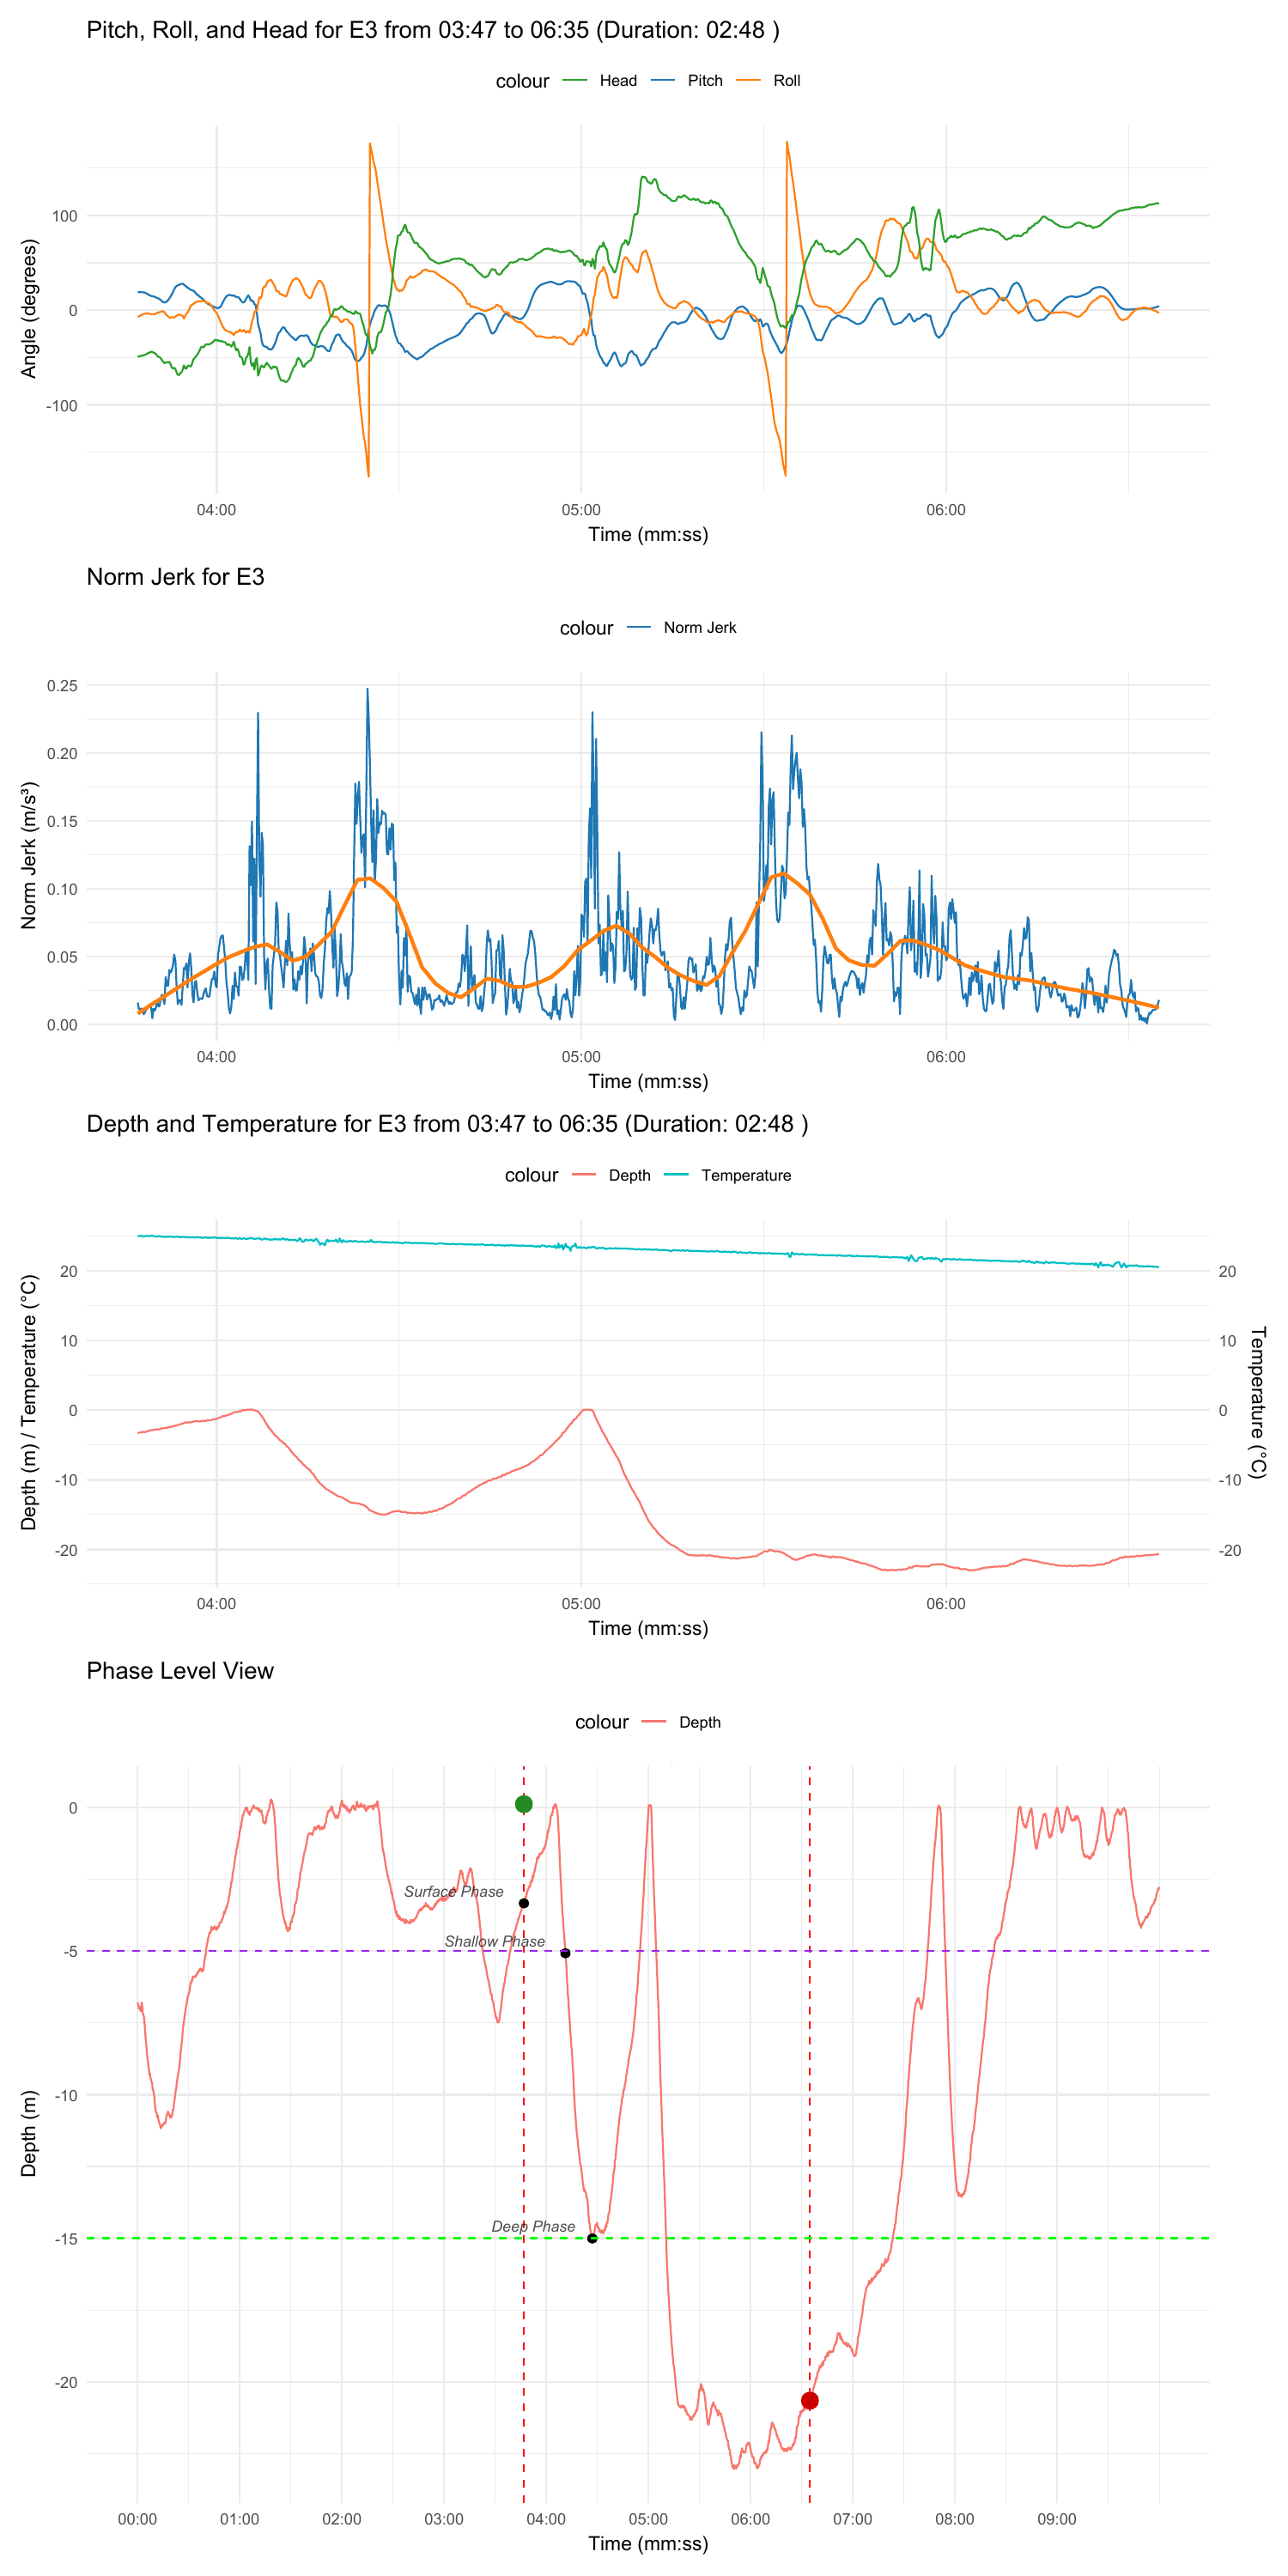 Pitch, Roll, and Head for E3 from 03:47 to 06:35 (Duration: 02:48 )
colour Head Pitch Roll
Angle (degrees)
100
0
-100
04:00 05:00 06:00
Time (mm:ss)
Norm Jerk for E3
colour Norm Jerk
Norm Jerk (m/s³)
0.25
0.20
0.15
0.10
0.05
0.00
04:00 05:00 06:00
Time (mm:ss)
Depth and Temperature for E3 from 03:47 to 06:35 (Duration: 02:48 )
colour Depth Temperature
Depth (m) / Temperature (°C)
Temperature (°C)
20 20
10 10
0 0
-10 -10
-20 -20
04:00 05:00 06:00
Time (mm:ss)
Phase Level View
colour Depth
Depth (m)
0
Surface Phase
Shallow Phase
-5
-10
Deep Phase
-15
-20
00:00 01:00 02:00 03:00 04:00 05:00 06:00 07:00 08:00 09:00
Time (mm:ss)